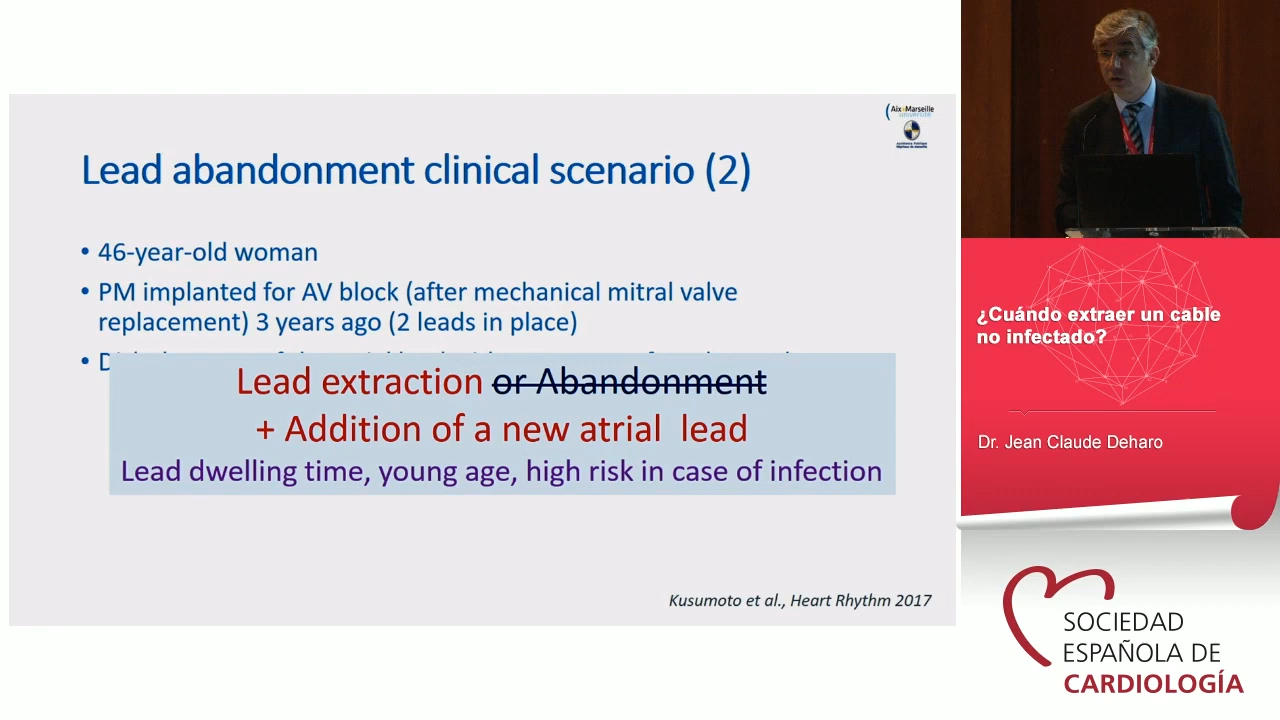 Aix Marseille
université
Lead abandonment clinical scenario (2)
• 46-year-old woman
• PM implanted for AV block (after mechanical mitral valve
replacement) 3 years ago (2 leads in place)
Lead extraction or Abandonment
+ Addition of a new atrial lead
Lead dwelling time, young age, high risk in case of infection
Kusumoto et al., Heart Rhythm 2017
¿Cuándo extraer un cable
no infectado?
Dr. Jean Claude Deharo
SOCIEDAD
ESPAÑOLA DE
CARDIOLOGÍA